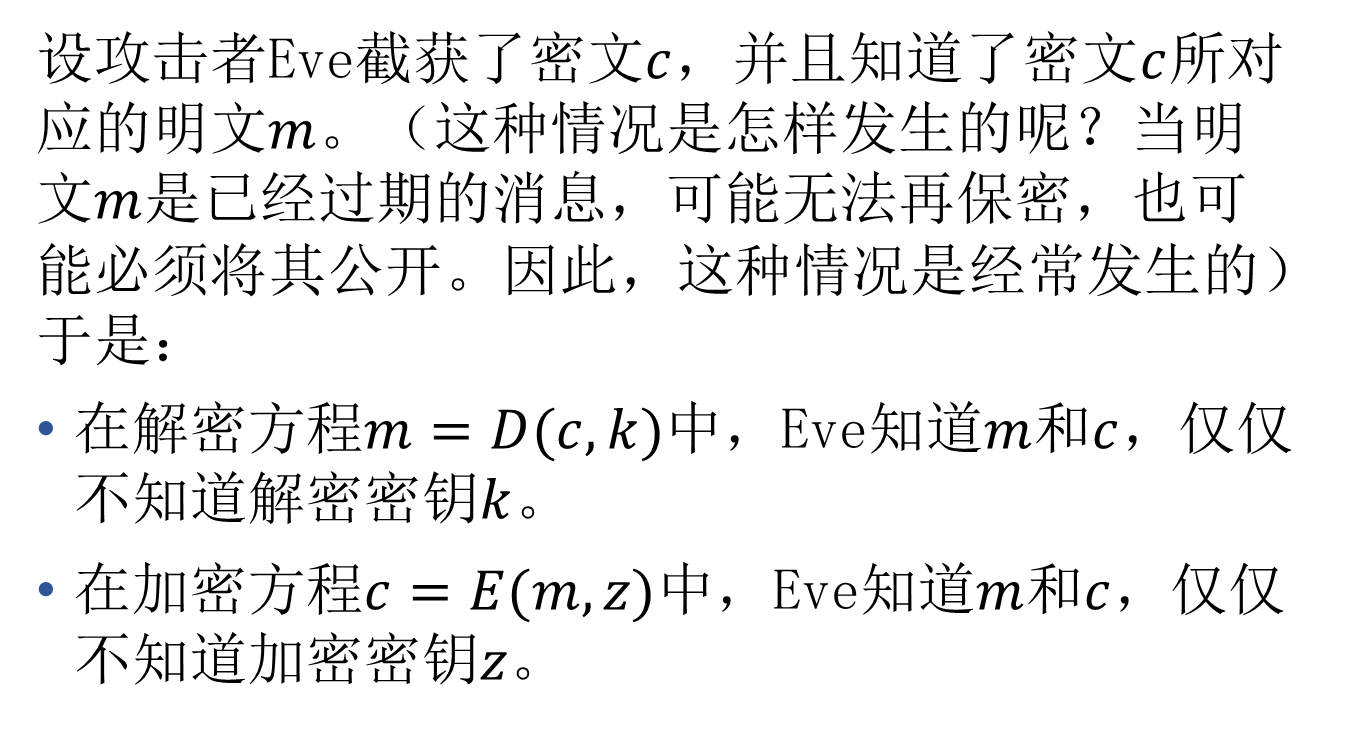 设攻击者Eve截获了密文c，并且知道了密文c所对
应的明文m。（这种情况是怎样发生的呢？当明
文m是已经过期的消息，可能无法再保密，也可
能必须将其公开。因此，这种情况是经常发生的）
于是：
• 在解密方程m = D(c, k)中，Eve知道m和c，仅仅
不知道解密密钥k。
• 在加密方程c = E(m, z)中，Eve知道m和c，仅仅
不知道加密密钥z。